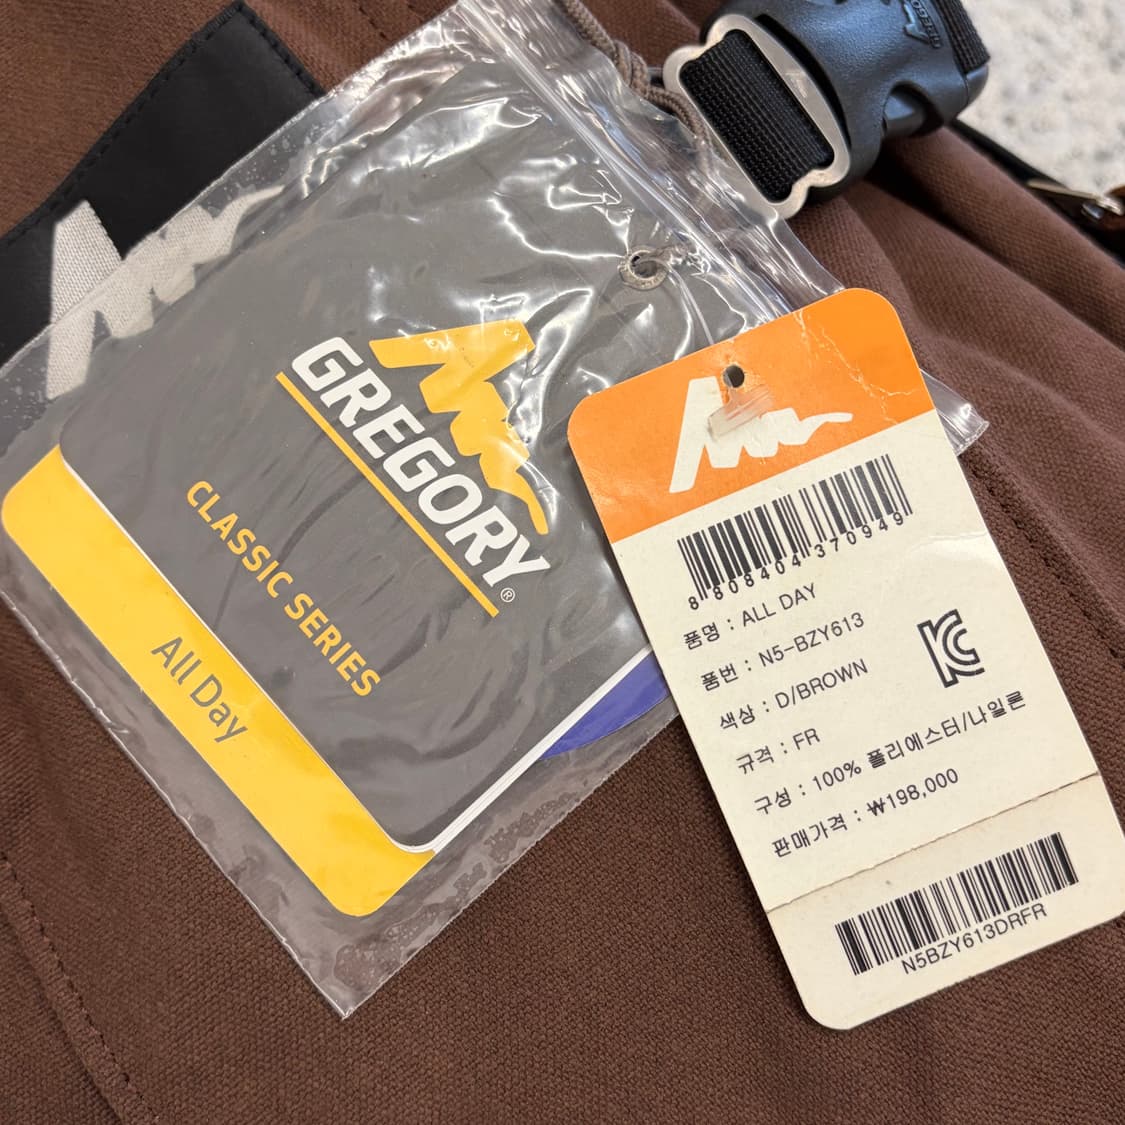 GREGORY®
CLASSIC SERIES
All Day
8 808404 370949
품명 : ALL DAY
품번 : N5-BZY613
색상 : D/BROWN
규격 : FR
구성 : 100% 폴리에스터/나일론
판매가격 : ₩198,000
N5BZY613DRFR
GREGORY